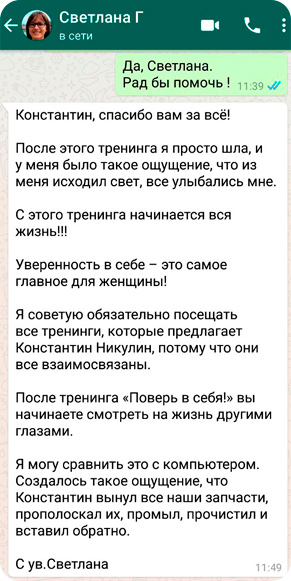 Светлана Г
в сети
Да, Светлана.
Рад бы помочь !
11:39
Константин, спасибо вам за всё!
После этого тренинга я просто шла, и
у меня было такое ощущение, что из
меня исходил свет, все улыбались мне.
С этого тренинга начинается вся
жизнь!!!
Уверенность в себе – это самое
главное для женщины!
Я советую обязательно посещать
все тренинги, которые предлагает
Константин Никулин, потому что они
все взаимосвязаны.
После тренинга «Поверь в себя!» вы
начинаете смотреть на жизнь другими
глазами.
Я могу сравнить это с компьютером.
Создалось такое ощущение, что
Константин вынул все наши запчасти,
прополоскал их, промыл, прочистил и
вставил обратно.
С ув.Светлана
11:49